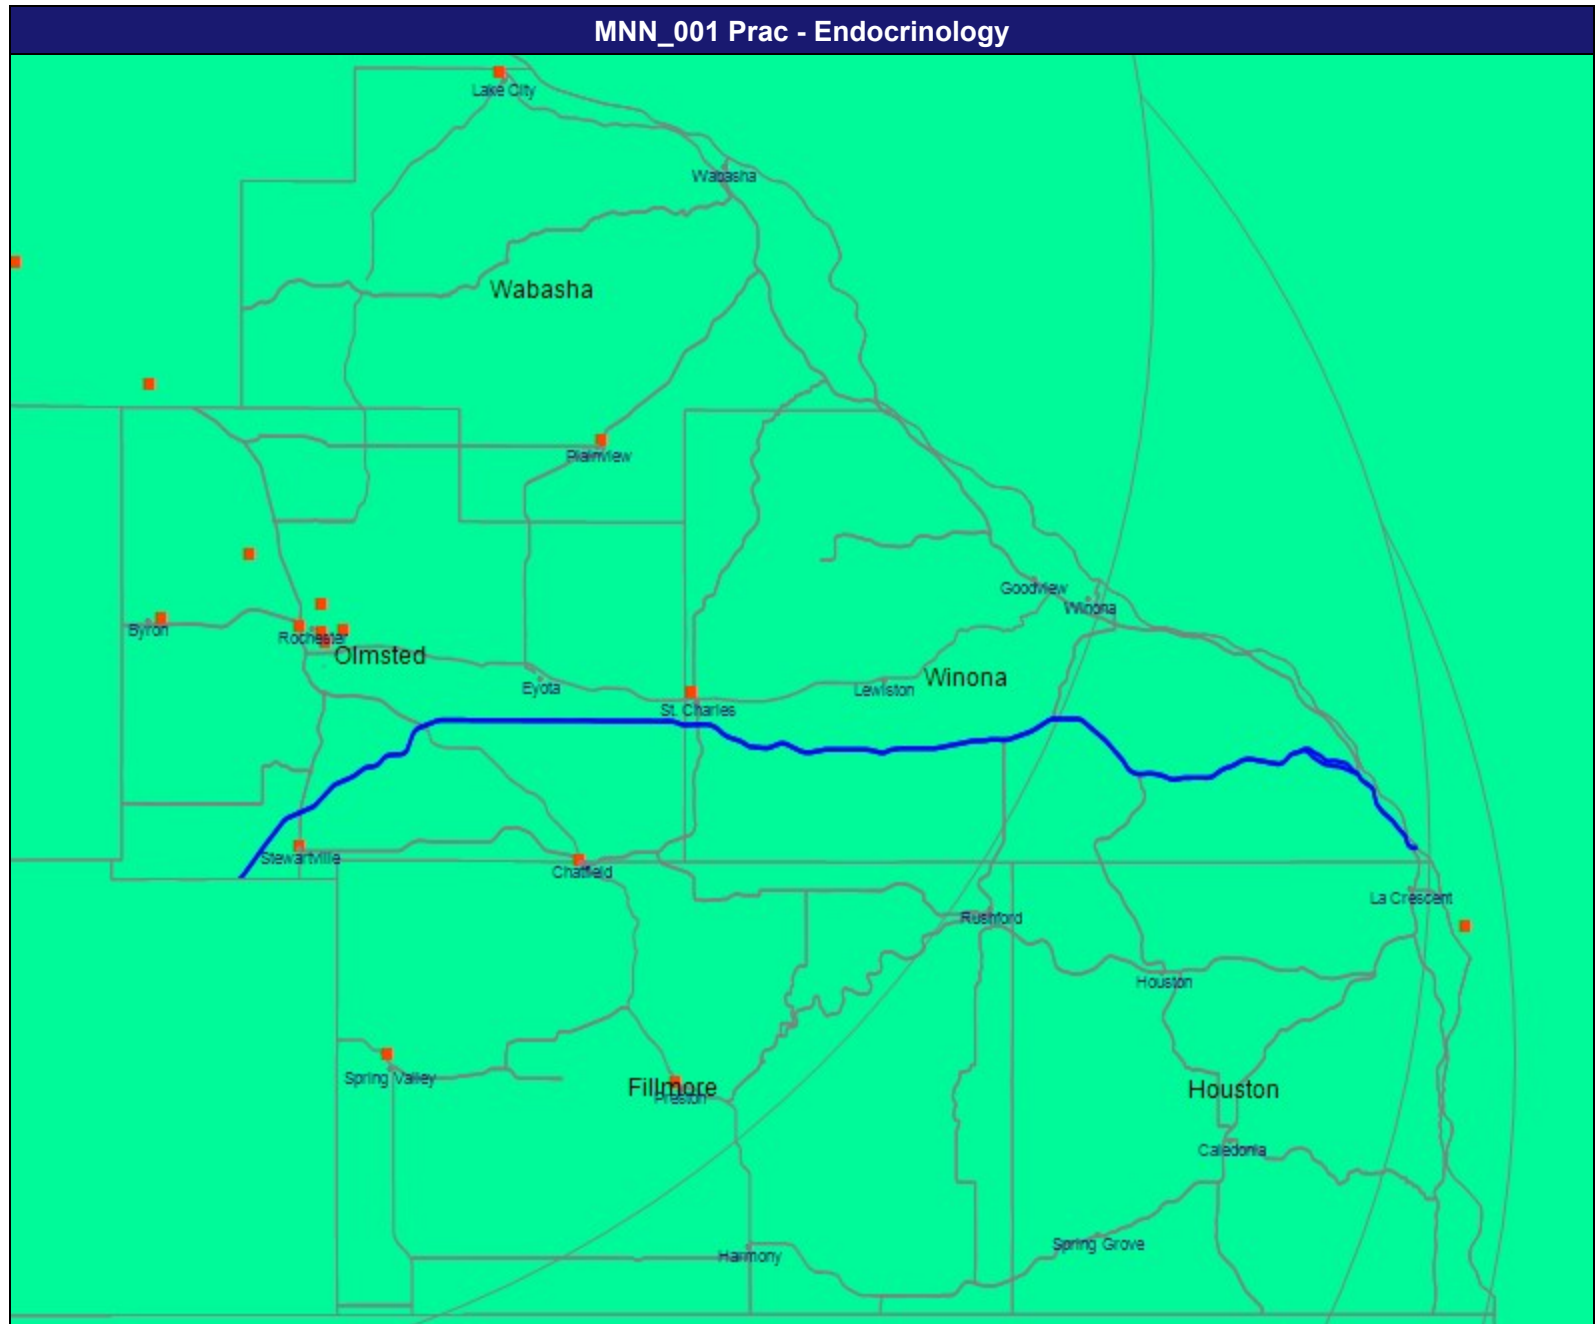 MNN_001 Prac - Endocrinology
Lake City
Wabasha
Wabasha
Plainview
Goodview
Winona
Byron
Rochester
Olmsted
Eyota
St. Charles
Lewiston
Winona
Stewartville
Chatfield
La Crescent
Rushford
Houston
Spring Valley
Fillmore
Preston
Houston
Caledonia
Harmony
Spring Grove